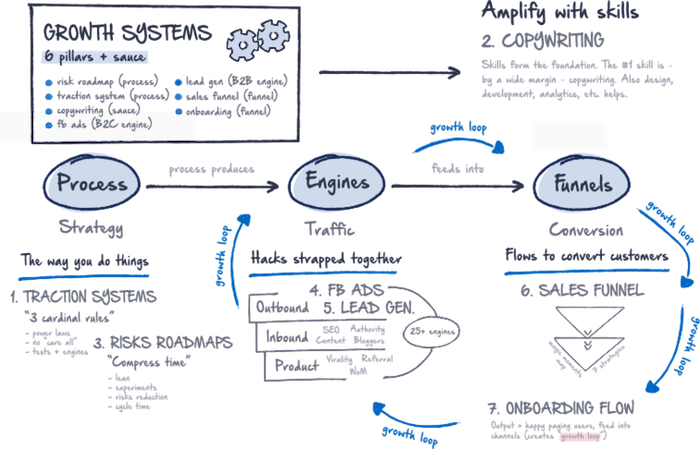 GROWTH SYSTEMS
6 pillars + sauce
risk roadmap (process)
traction system (process)
copywriting (sauce)
fb ads (B2C engine)
lead gen (B2B engine)
sales funnel (funnel)
onboarding (funnel)
Amplify with skills
2. COPYWRITING
Skills form the foundation. The #1 skill is -
by a wide margin - copywriting. Also design,
development, analytics, etc. helps.
growth loop
Process
process produces
Engines
feeds into
Funnels
growth loop
Strategy
Traffic
Conversion
growth loop
The way you do things
Hacks strapped together
Flows to convert customers
1. TRACTION SYSTEMS
"3 cardinal rules"
- power laws
- no "cure all"
- tests + engines
3. RISKS ROADMAPS
"Compress time"
- lean
- experiments
- risks reduction
- cycle time
4. FB ADS
Outbound 5. LEAD GEN.
Inbound SEO Authority
Content Bloggers
25+ engines
Product Virality Referral
WoM
6. SALES FUNNEL
magic moments
map
7 strategies
growth loop
7. ONBOARDING FLOW
Output = happy paying users, feed into
channels (creates "growth loop")
growth loop